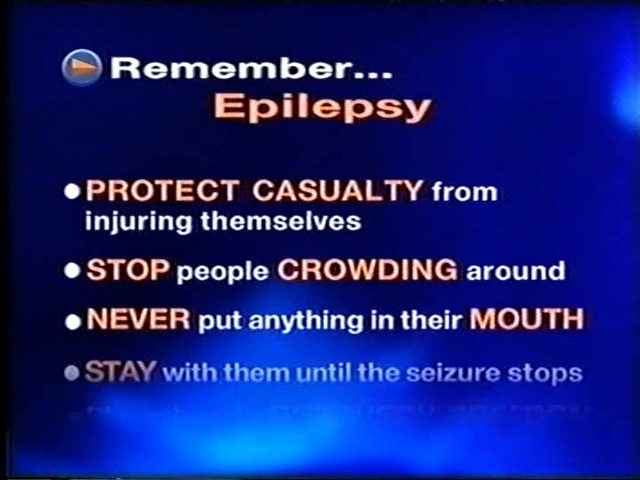 Remember...
Epilepsy
•PROTECT CASUALTY from
injuring themselves
•STOP people CROWDING around
•NEVER put anything in their MOUTH
•STAY with them until the seizure stops